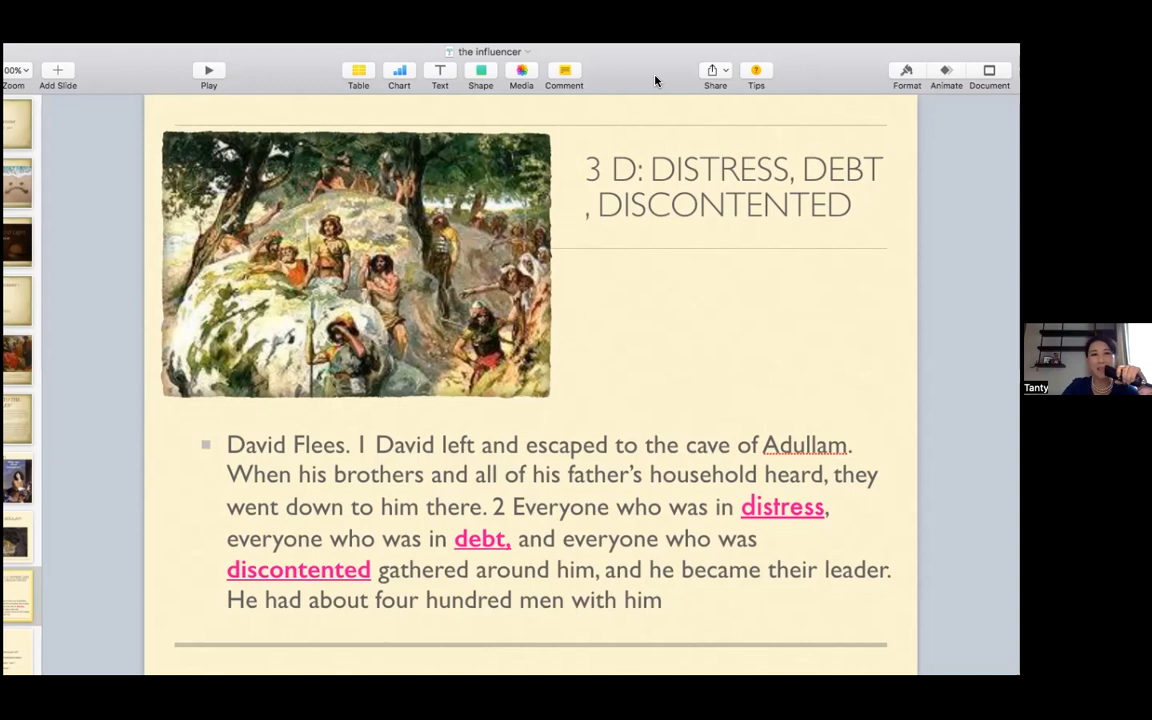 the influencer
00%
Zoom
Add Slide
Play
Table
Chart
Text
Shape
Media
Comment
Share
Tips
Format
Animate
Document
3 D: DISTRESS, DEBT
, DISCONTENTED
David Flees. 1 David left and escaped to the cave of Adullam.
When his brothers and all of his father’s household heard, they
went down to him there. 2 Everyone who was in distress,
everyone who was in debt, and everyone who was
discontented gathered around him, and he became their leader.
He had about four hundred men with him
Tanty